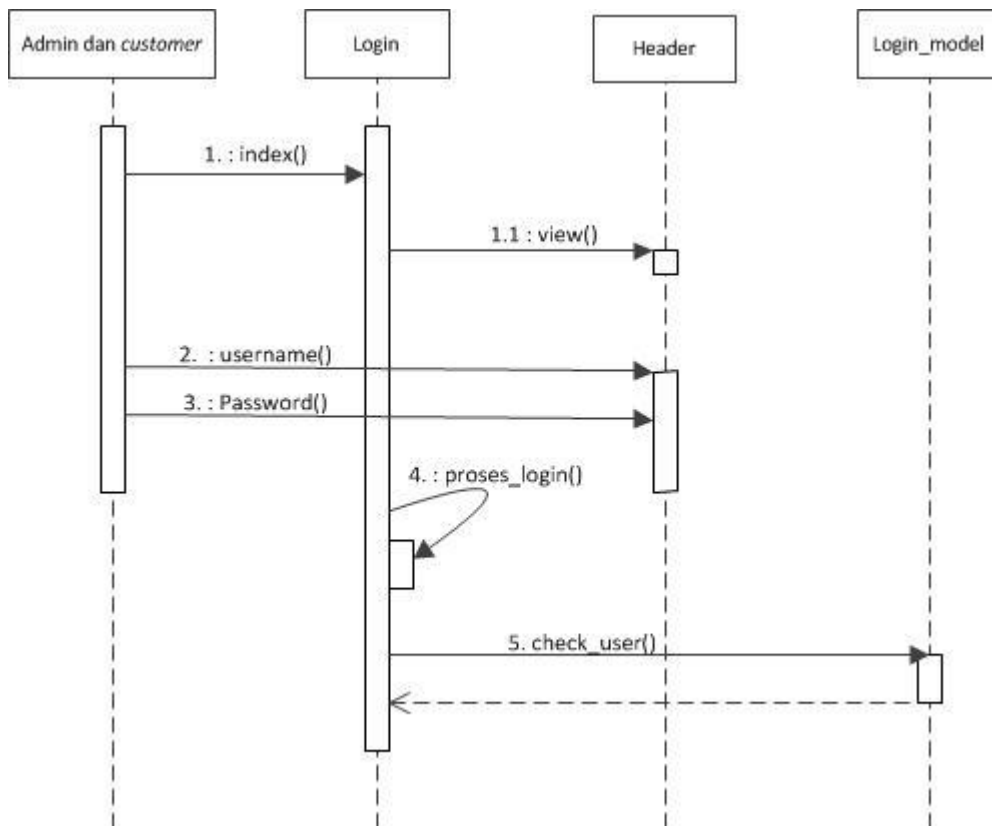 Admin dan customer
Login
Header
Login_model
1. : index()
1.1 : view()
2. : username()
3. : Password()
4. : proses_login()
5. check_user()